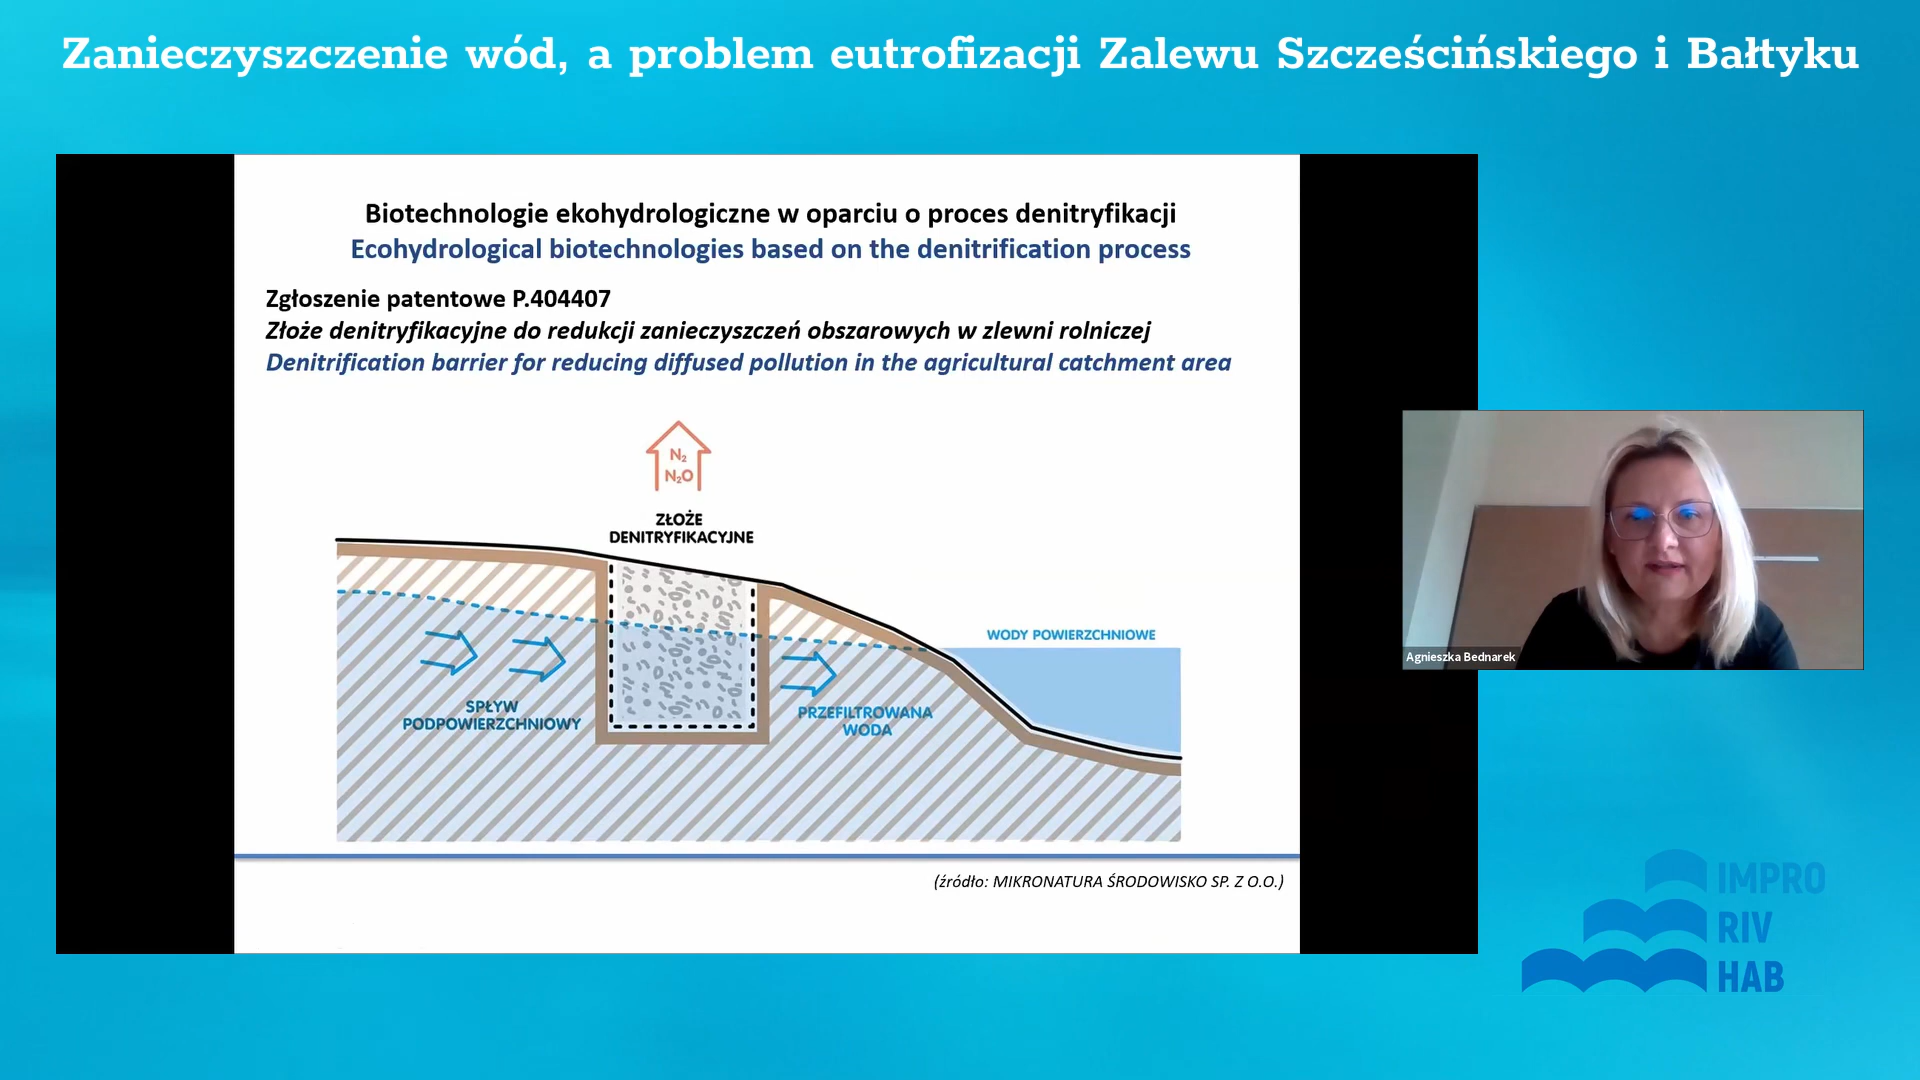 Zanieczyszczenie wód, a problem eutrofizacji Zalewu Szcześcińskiego i Bałtyku
Biotechnologie ekohydrologiczne w oparciu o proces denitryfikacji
Ecohydrological biotechnologies based on the denitrification process
Zgłoszenie patentowe P.404407
Złoże denitryfikacyjne do redukcji zanieczyszczeń obszarowych w zlewni rolniczej
Denitrification barrier for reducing diffused pollution in the agricultural catchment area
N₂
N₂O
ZŁOŻE
DENITRYFIKACYJNE
WODY POWIERZCHNIOWE
SPŁYW
PODPOWIERZCHNIOWY
PRZEFILTROWANA
WODA
(źródło: MIKRONATURA ŚRODOWISKO SP. Z O.O.)
Agnieszka Bednarek
IMPRO
RIV
HAB